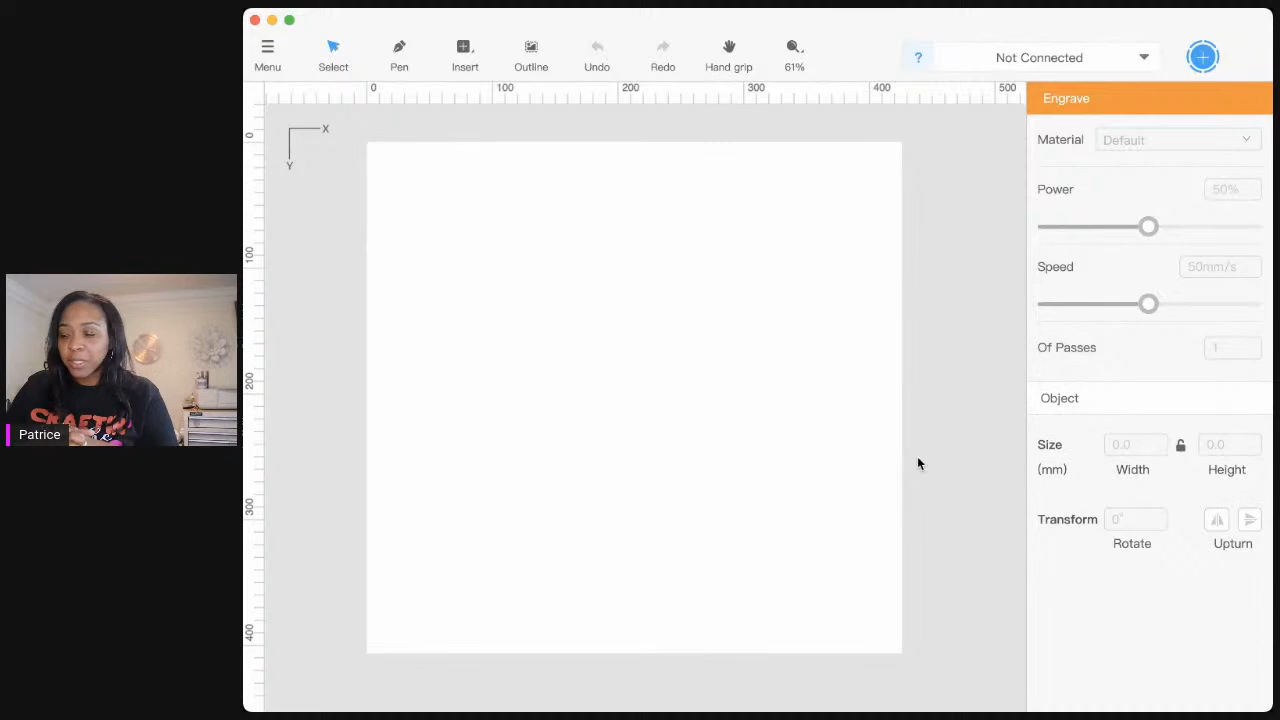 Menu
Select
Pen
Insert
Outline
Undo
Redo
Hand grip
61%
?
Not Connected
0 100 200 300 400 500
0
100
200
300
400
X
Y
Engrave
Material Default
Power 50%
Speed 50mm/s
Of Passes 1
Object
Size 0.0 0.0
(mm) Width Height
Transform 0°
Rotate Upturn
Patrice